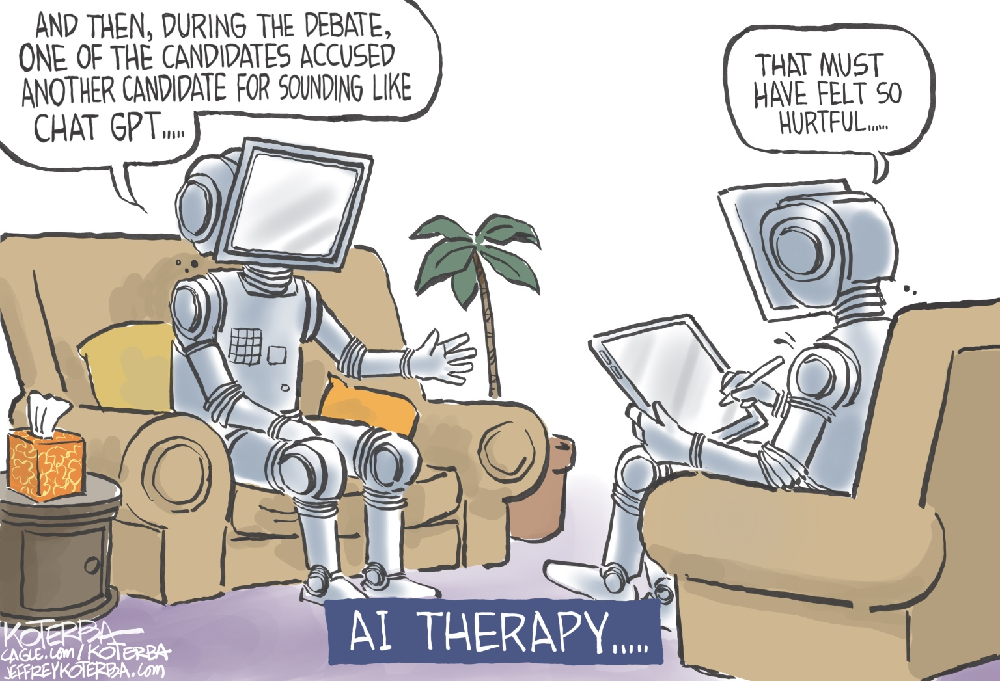 AND THEN, DURING THE DEBATE,
ONE OF THE CANDIDATES ACCUSED
ANOTHER CANDIDATE FOR SOUNDING LIKE
CHAT GPT.....
THAT MUST
HAVE FELT SO
HURTFUL......
AI THERAPY.....
KOTERBA
CAGLE.com/KOTERBA
JEFFREYKOTERBA.com